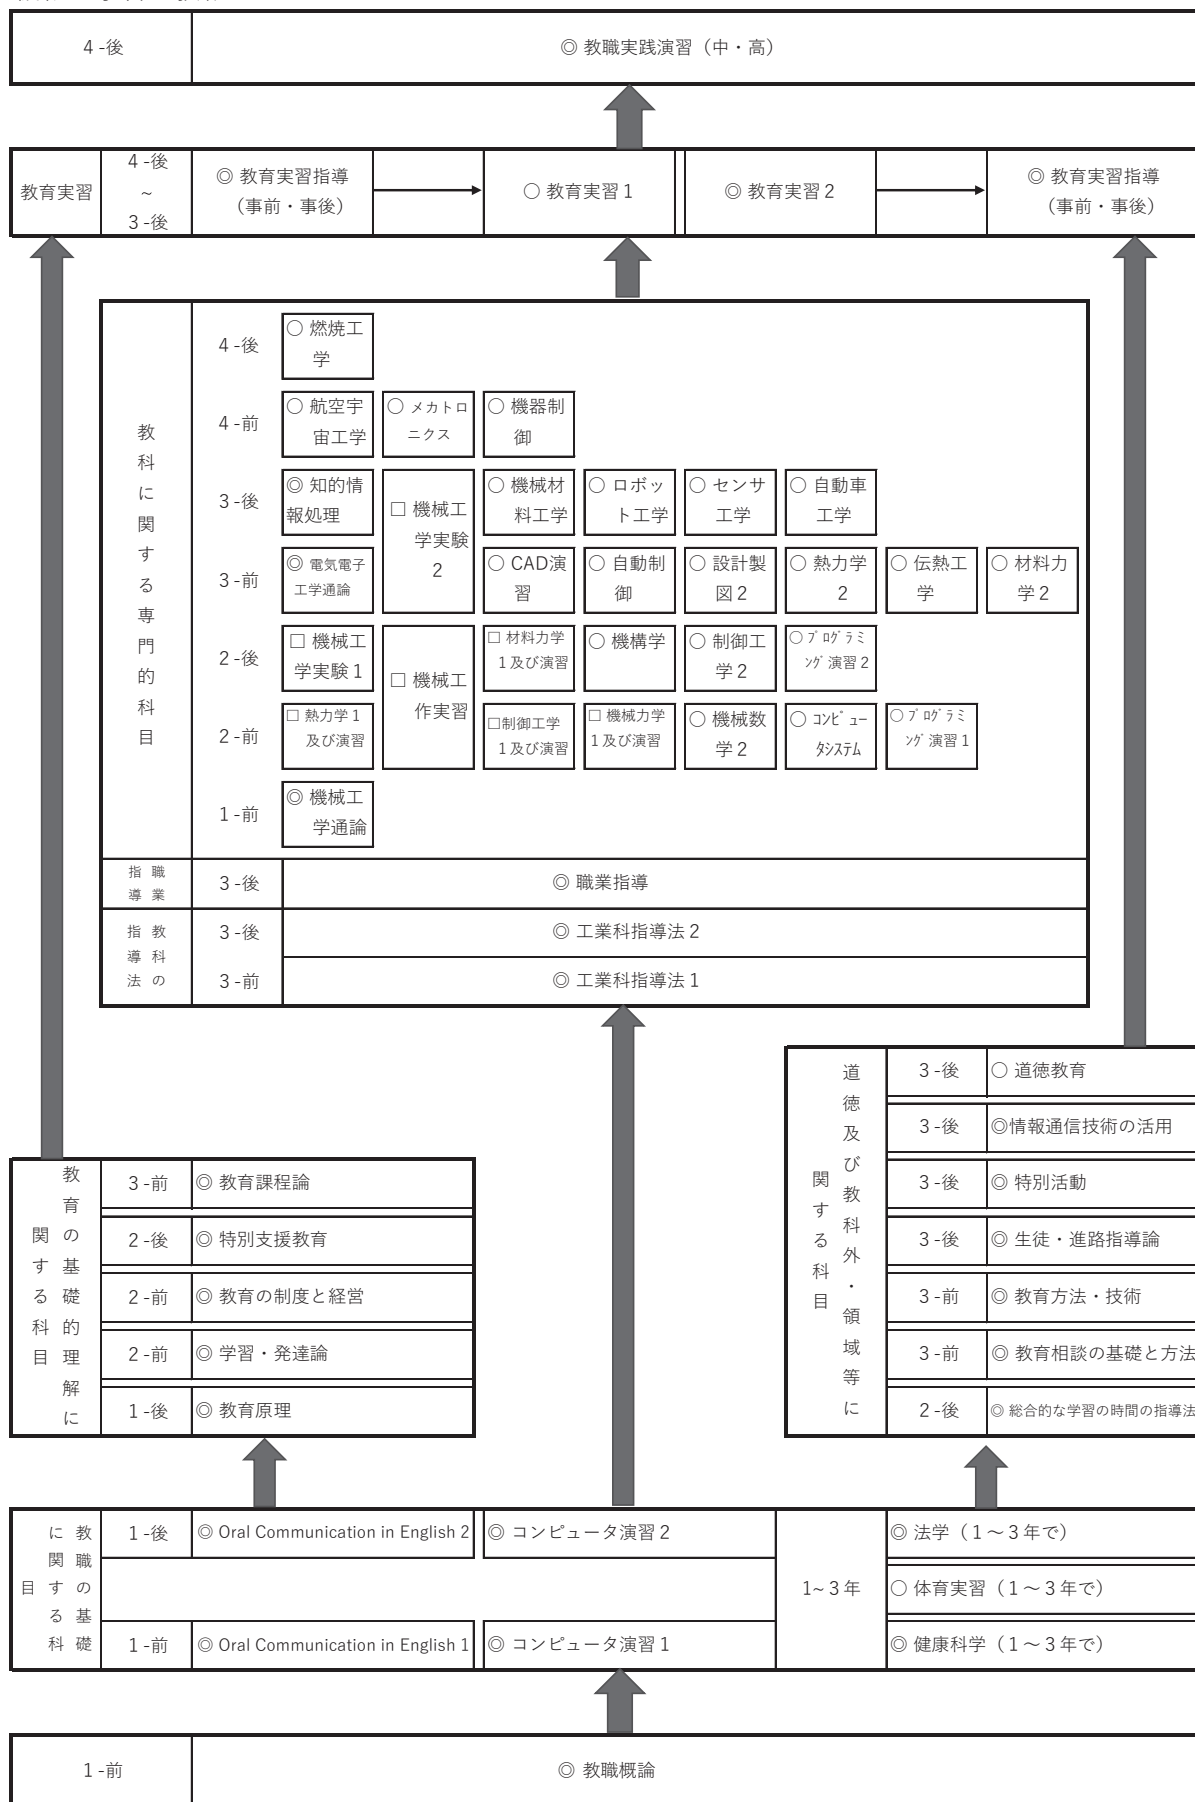 4-後
◎ 教職実践演習（中・高）
教育実習
4-後
～
3-後
◎ 教育実習指導
（事前・事後）
○ 教育実習1
◎ 教育実習2
◎ 教育実習指導
（事前・事後）
教科に関する専門的科目
4-後
○ 燃焼工
学
4-前
○ 航空宇
宙工学
○ メカトロ
ニクス
○ 機器制
御
3-後
◎ 知的情
報処理
□ 機械工
学実験
2
○ 機械材
料工学
○ ロボッ
ト工学
○ センサ
工学
○ 自動車
工学
3-前
◎ 電気電子
工学通論
○ CAD演
習
○ 自動制
御
○ 設計製
図2
○ 熱力学
2
○ 伝熱工
学
○ 材料力
学2
2-後
□ 機械工
学実験1
□ 機械工
作実習
□ 材料力学
1及び演習
○ 機構学
○ 制御工
学2
○ﾌﾟﾛｸﾞﾗﾐ
ﾝｸﾞ演習2
2-前
□ 熱力学1
及び演習
□制御工学
1及び演習
□ 機械力学
1及び演習
○ 機械数
学2
○ ｺﾝﾋﾟｭｰ
ﾀｼｽﾃﾑ
○ﾌﾟﾛｸﾞﾗﾐ
ﾝｸﾞ演習1
1-前
◎ 機械工
学通論
職業
指導
3-後
◎ 職業指導
教科の
指導法
3-後
◎ 工業科指導法2
3-前
◎ 工業科指導法1
道徳及び教科外・領域等に
関する科目
3-後
○ 道徳教育
3-後
◎情報通信技術の活用
3-後
◎ 特別活動
3-後
◎ 生徒・進路指導論
3-前
◎ 教育方法・技術
3-前
◎ 教育相談の基礎と方法
2-後
◎ 総合的な学習の時間の指導法
教育の基礎的理解に
関する科目
3-前
◎ 教育課程論
2-後
◎ 特別支援教育
2-前
◎ 教育の制度と経営
2-前
◎ 学習・発達論
1-後
◎ 教育原理
教職の基礎
に関する科
目
1-後
◎ Oral Communication in English 2
◎ コンピュータ演習2
1-前
◎ Oral Communication in English 1
◎ コンピュータ演習1
1~3年
◎ 法学（1～3年で）
○ 体育実習（1～3年で）
◎ 健康科学（1～3年で）
1-前
◎ 教職概論